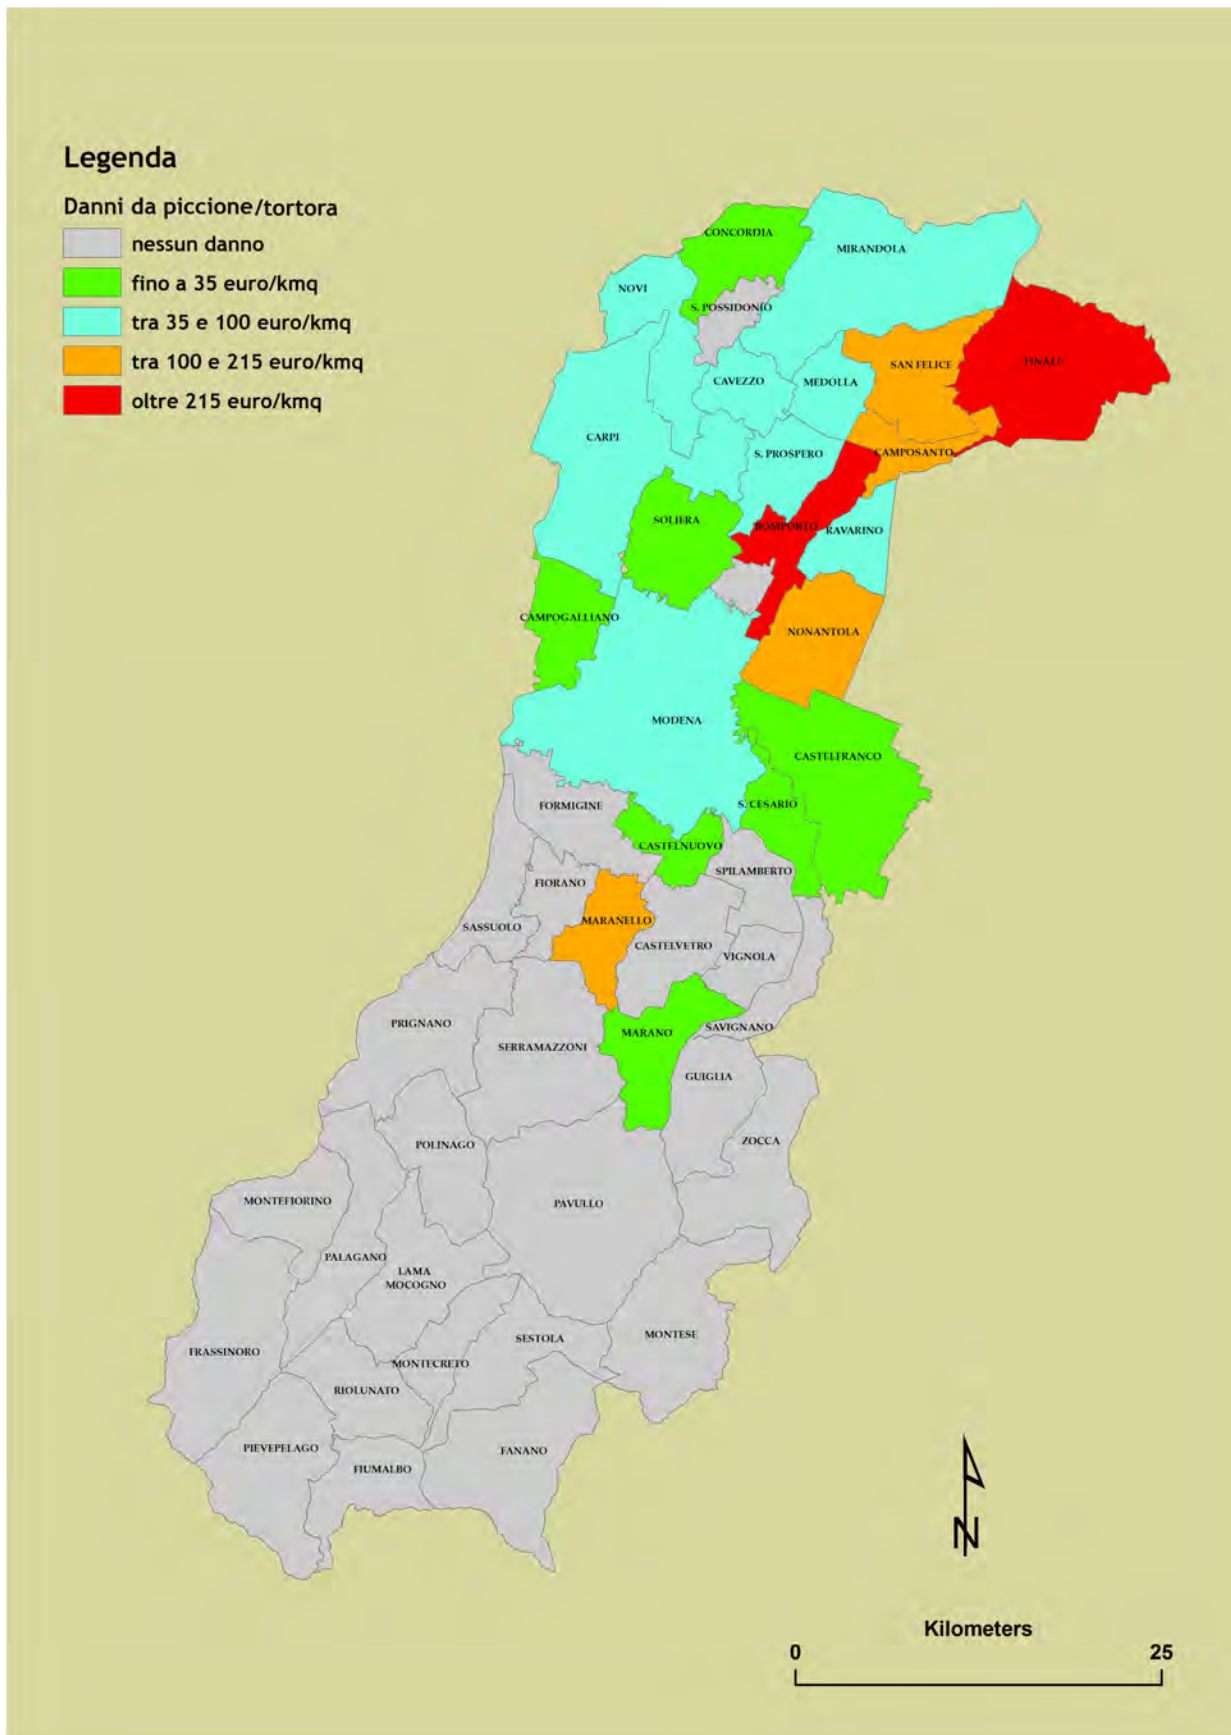 Legenda
Danni da piccione/tortora
nessun danno
fino a 35 euro/kmq
tra 35 e 100 euro/kmq
tra 100 e 215 euro/kmq
oltre 215 euro/kmq
CONCORDIA
MIRANDOLA
NOVI
S. POSSIDONIO
FINALE
SAN FELICE
CAVEZZO
MEDOLLA
CARPI
S. PROSPERO
CAMPOSANTO
SOLIERA
BOMPORTO
RAVARINO
CAMPOGALLIANO
NONANTOLA
MODENA
CASTELFRANCO
FORMIGINE
S. CESARIO
CASTELNUOVO
SPILAMBERTO
FIORANO
MARANELLO
SASSUOLO
CASTELVETRO
VIGNOLA
PRIGNANO
SAVIGNANO
MARANO
SERRAMAZZONI
GUIGLIA
POLINAGO
ZOCCA
MONTEFIORINO
PAVULLO
PALAGANO
LAMA
MOCOGNO
MONTESE
SESTOLA
FRASSINORO
MONTECRETO
RIOLUNATO
PIEVEPELAGO
FANANO
FIUMALBO
N
Kilometers
0 25